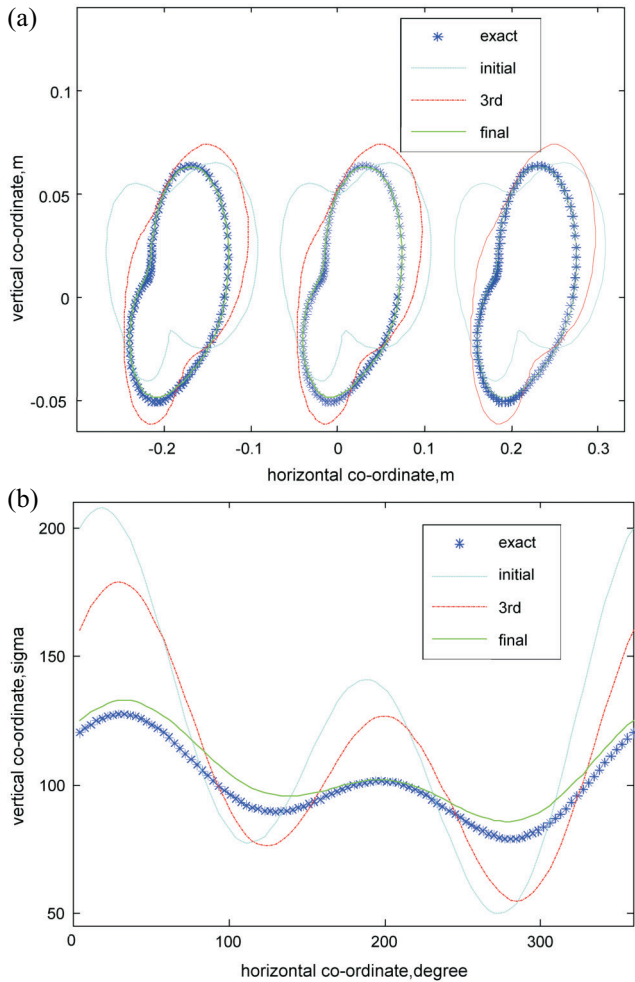 (a)
exact
initial
3rd
final
0.1
0.05
0
-0.05
vertical co-ordinate,m
-0.2
-0.1
0
0.1
0.2
0.3
horizontal co-ordinate,m
(b)
exact
initial
3rd
final
200
150
100
50
vertical co-ordinate,sigma
0
100
200
300
horizontal co-ordinate,degree